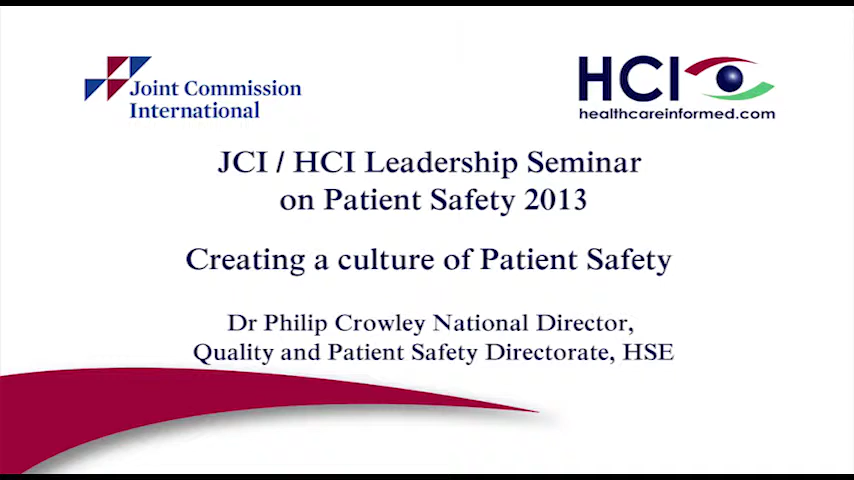 Joint Commission
International
HCI
healthcareinformed.com
JCI / HCI Leadership Seminar
on Patient Safety 2013
Creating a culture of Patient Safety
Dr Philip Crowley National Director,
Quality and Patient Safety Directorate, HSE